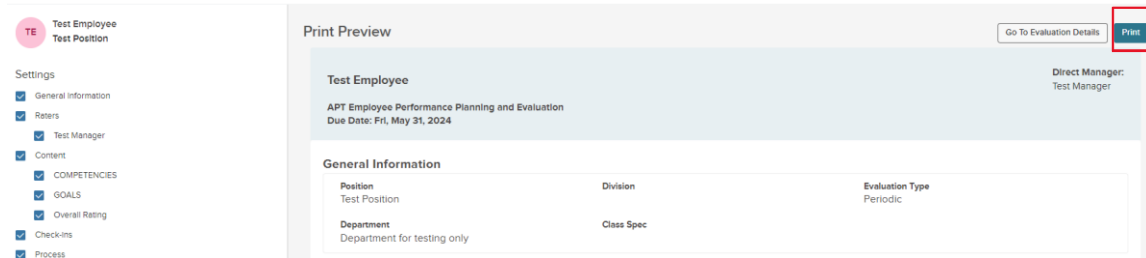 TE
Test Employee
Test Position
Settings
General Information
Raters
Test Manager
Content
COMPETENCIES
GOALS
Overall Rating
Check-Ins
Process
Print Preview
Go To Evaluation Details
Print
Test Employee
Direct Manager:
Test Manager
APT Employee Performance Planning and Evaluation
Due Date: Fri, May 31, 2024
General Information
Position
Test Position
Division
Evaluation Type
Periodic
Department
Department for testing only
Class Spec